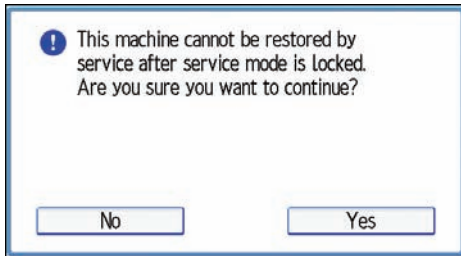 This machine cannot be restored by
service after service mode is locked.
Are you sure you want to continue?
No
Yes